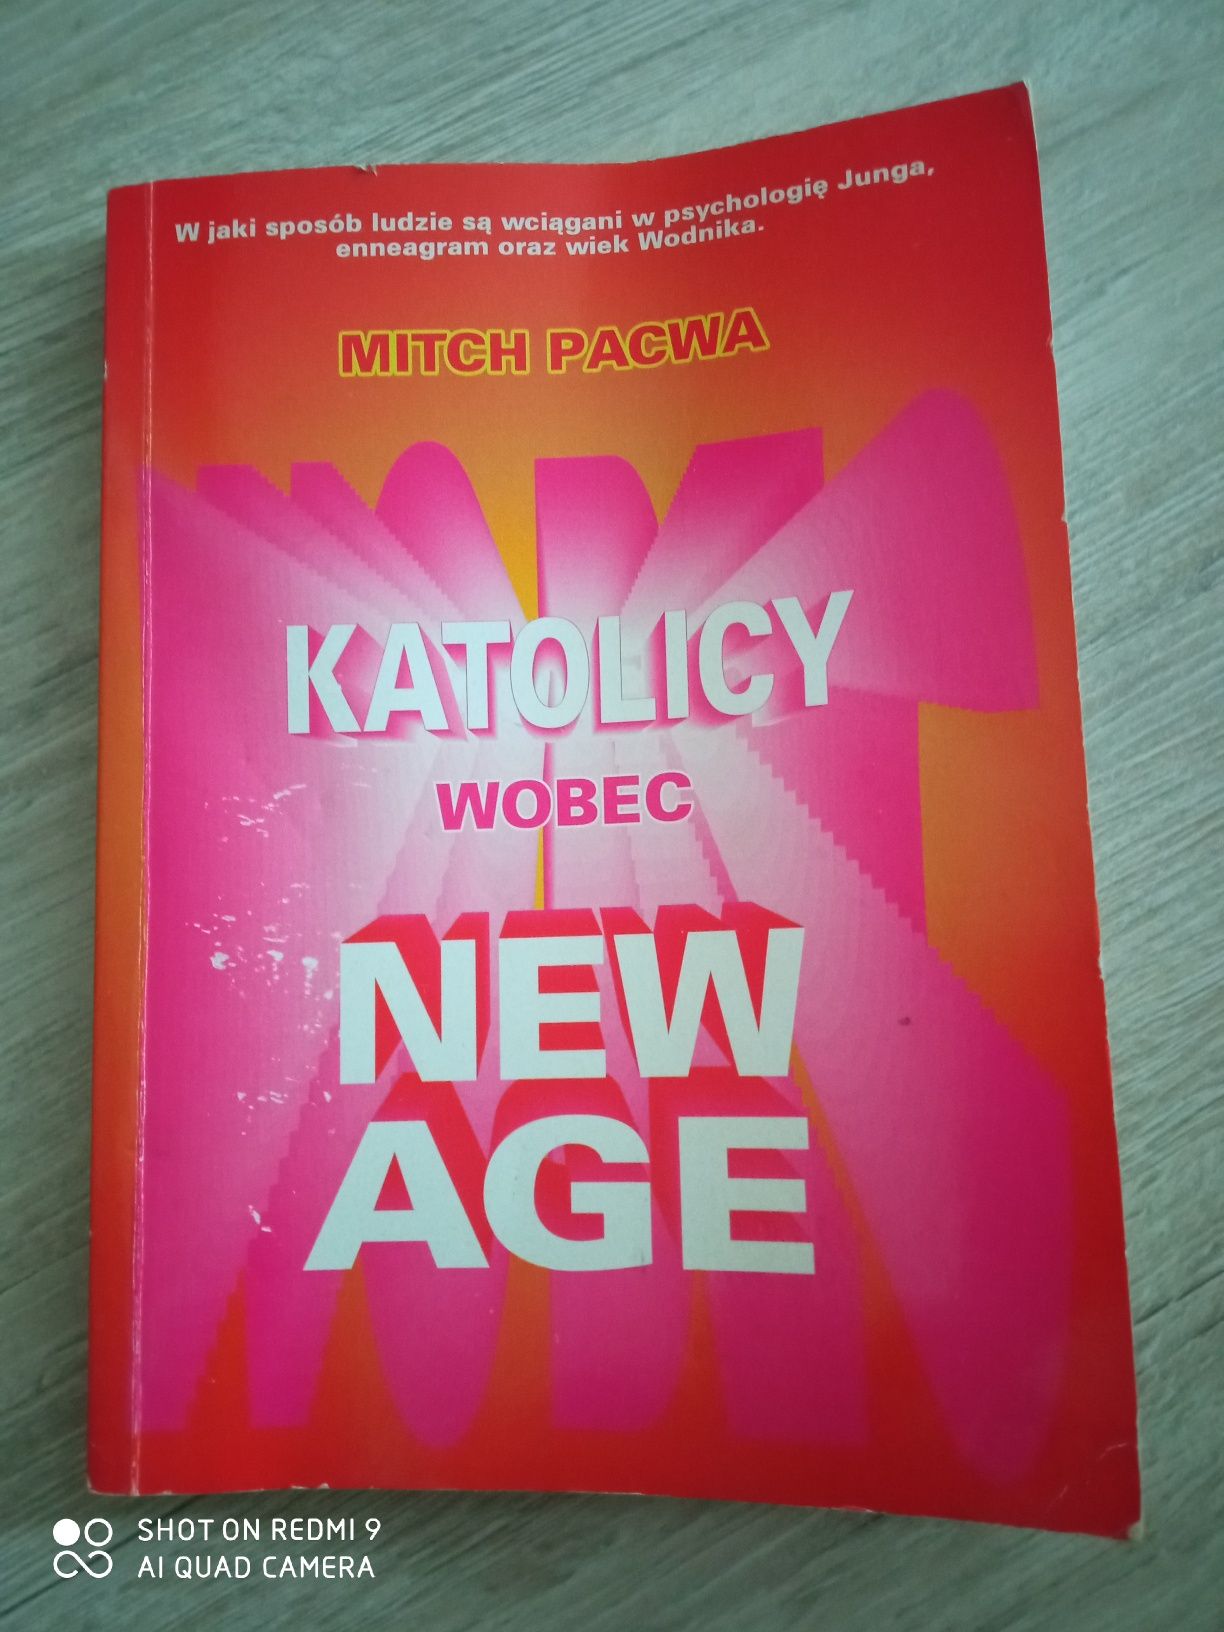 W jaki sposób ludzie są wciągani w psychologię Junga,
enneagram oraz wiek Wodnika.
MITCH PACWA
KATOLICY
WOBEC
NEW
AGE
SHOT ON REDMI 9
AI QUAD CAMERA